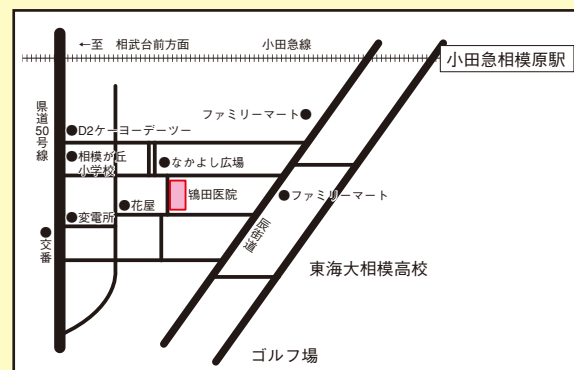 ←至 相武台前方面
小田急線
小田急相模原駅
県道50号線
ファミリーマート
D2ケーヨーデーツー
相模が丘
小学校
なかよし広場
鴇田医院
花屋
ファミリーマート
変電所
交番
辰街道
東海大相模高校
ゴルフ場